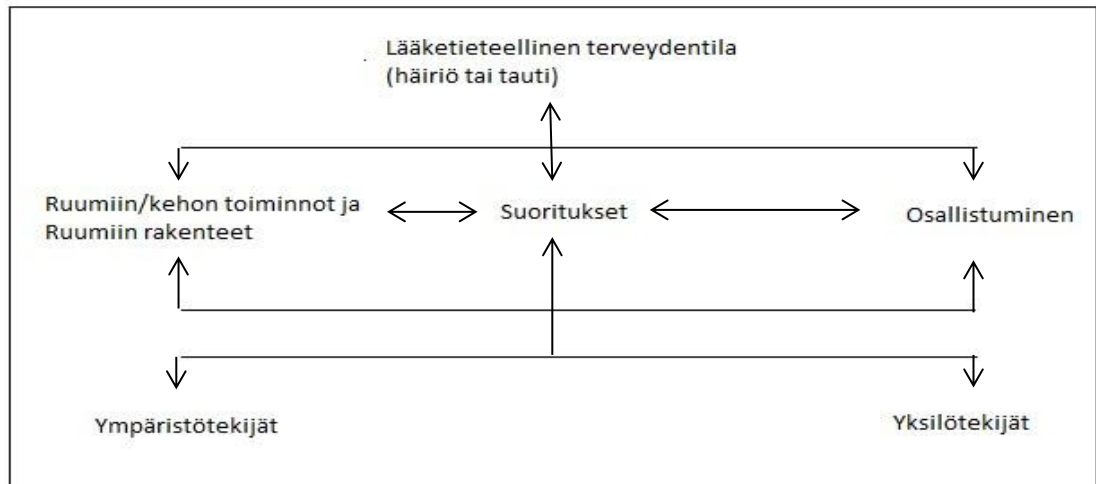 Lääketieteellinen terveydentila
(häiriö tai tauti)
Ruumiin/kehon toiminnot ja
Ruumiin rakenteet
Suoritukset
Osallistuminen
Ympäristötekijät
Yksilötekijät